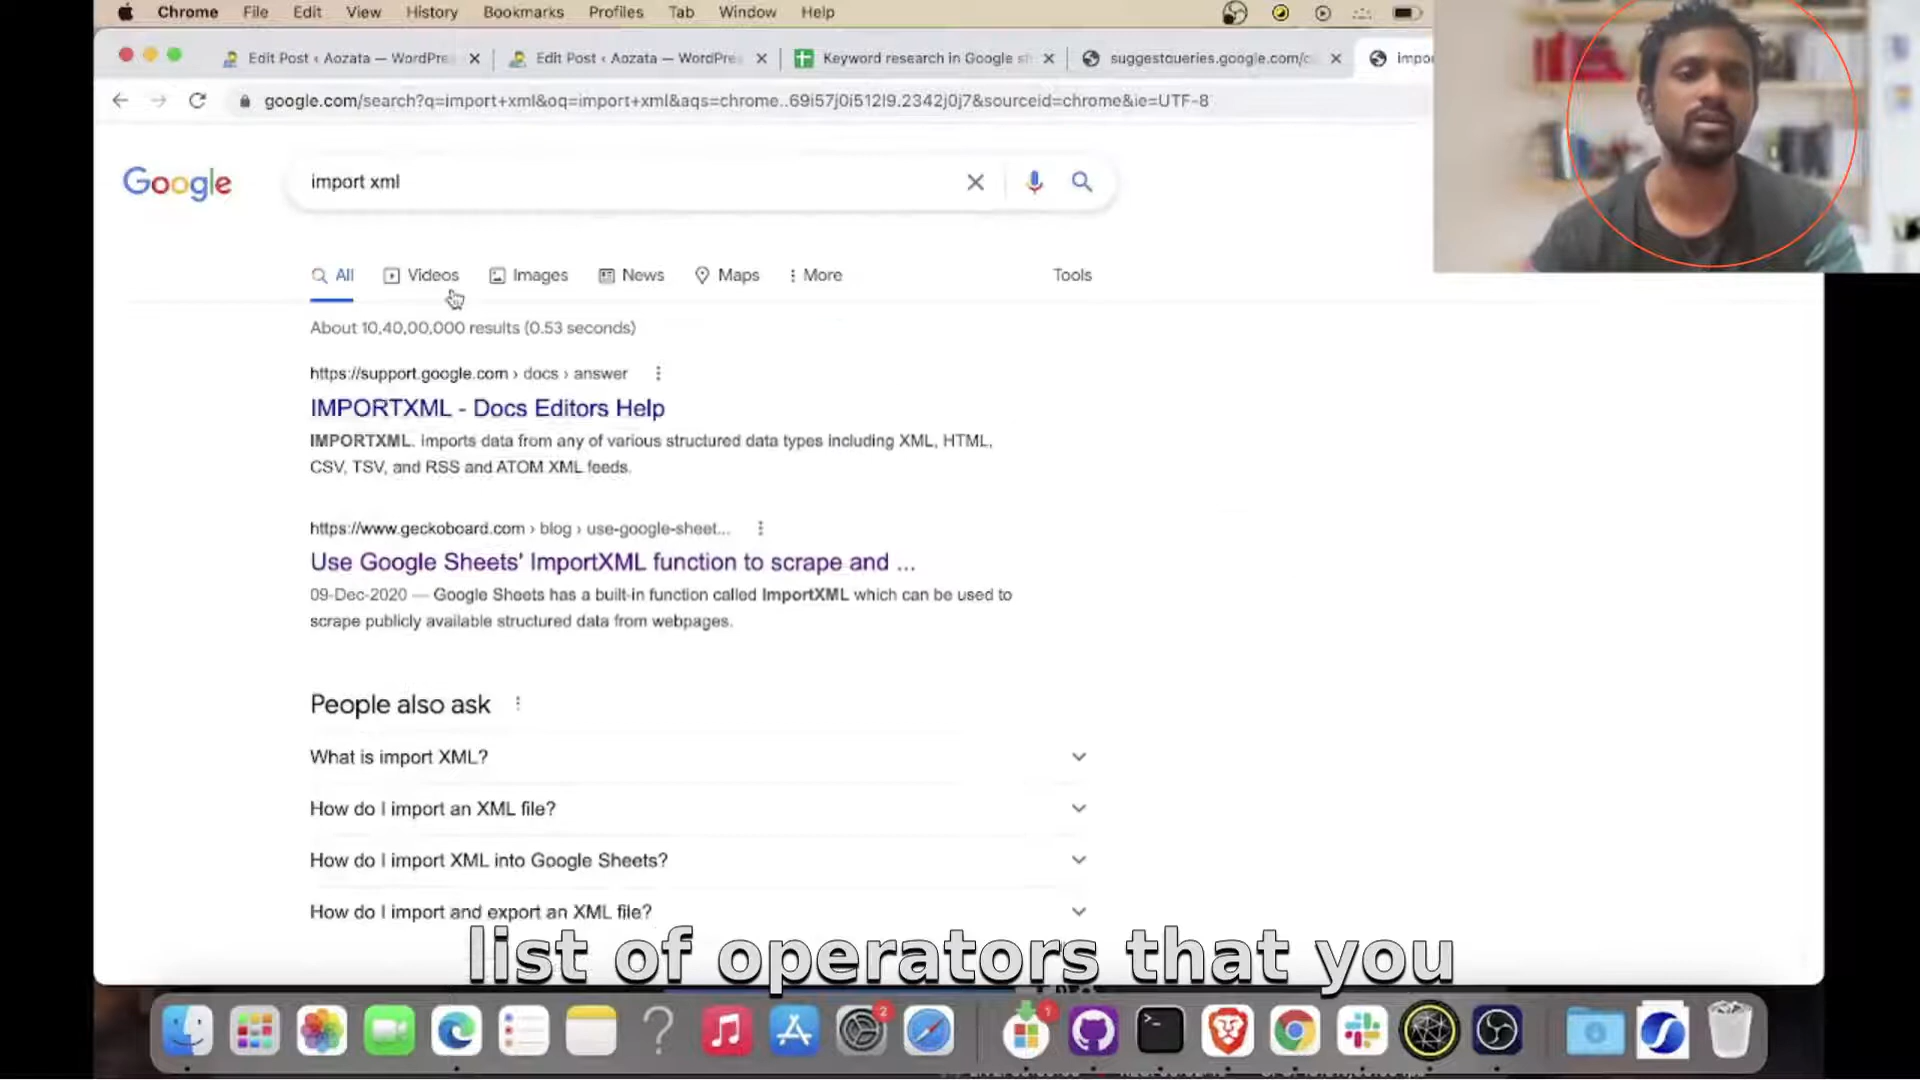 Chrome File Edit View History Bookmarks Profiles Tab Window Help
Edit Post ‹ Aozata — WordPre Edit Post ‹ Aozata — WordPre Keyword research in Google sh suggestqueries.google.com/c impo
google.com/search?q=import+xml&oq=import+xml&aqs=chrome..69i57j0i512l9.2342j0j7&sourceid=chrome&ie=UTF-8
Google import xml
All Videos Images News Maps More Tools
About 10,40,00,000 results (0.53 seconds)
https://support.google.com › docs › answer
IMPORTXML - Docs Editors Help
IMPORTXML. Imports data from any of various structured data types including XML, HTML,
CSV, TSV, and RSS and ATOM XML feeds.
https://www.geckoboard.com › blog › use-google-sheet...
Use Google Sheets' ImportXML function to scrape and ...
09-Dec-2020 — Google Sheets has a built-in function called ImportXML which can be used to
scrape publicly available structured data from webpages.
People also ask
What is import XML?
How do I import an XML file?
How do I import XML into Google Sheets?
How do I import and export an XML file?
list of operators that you
2
1